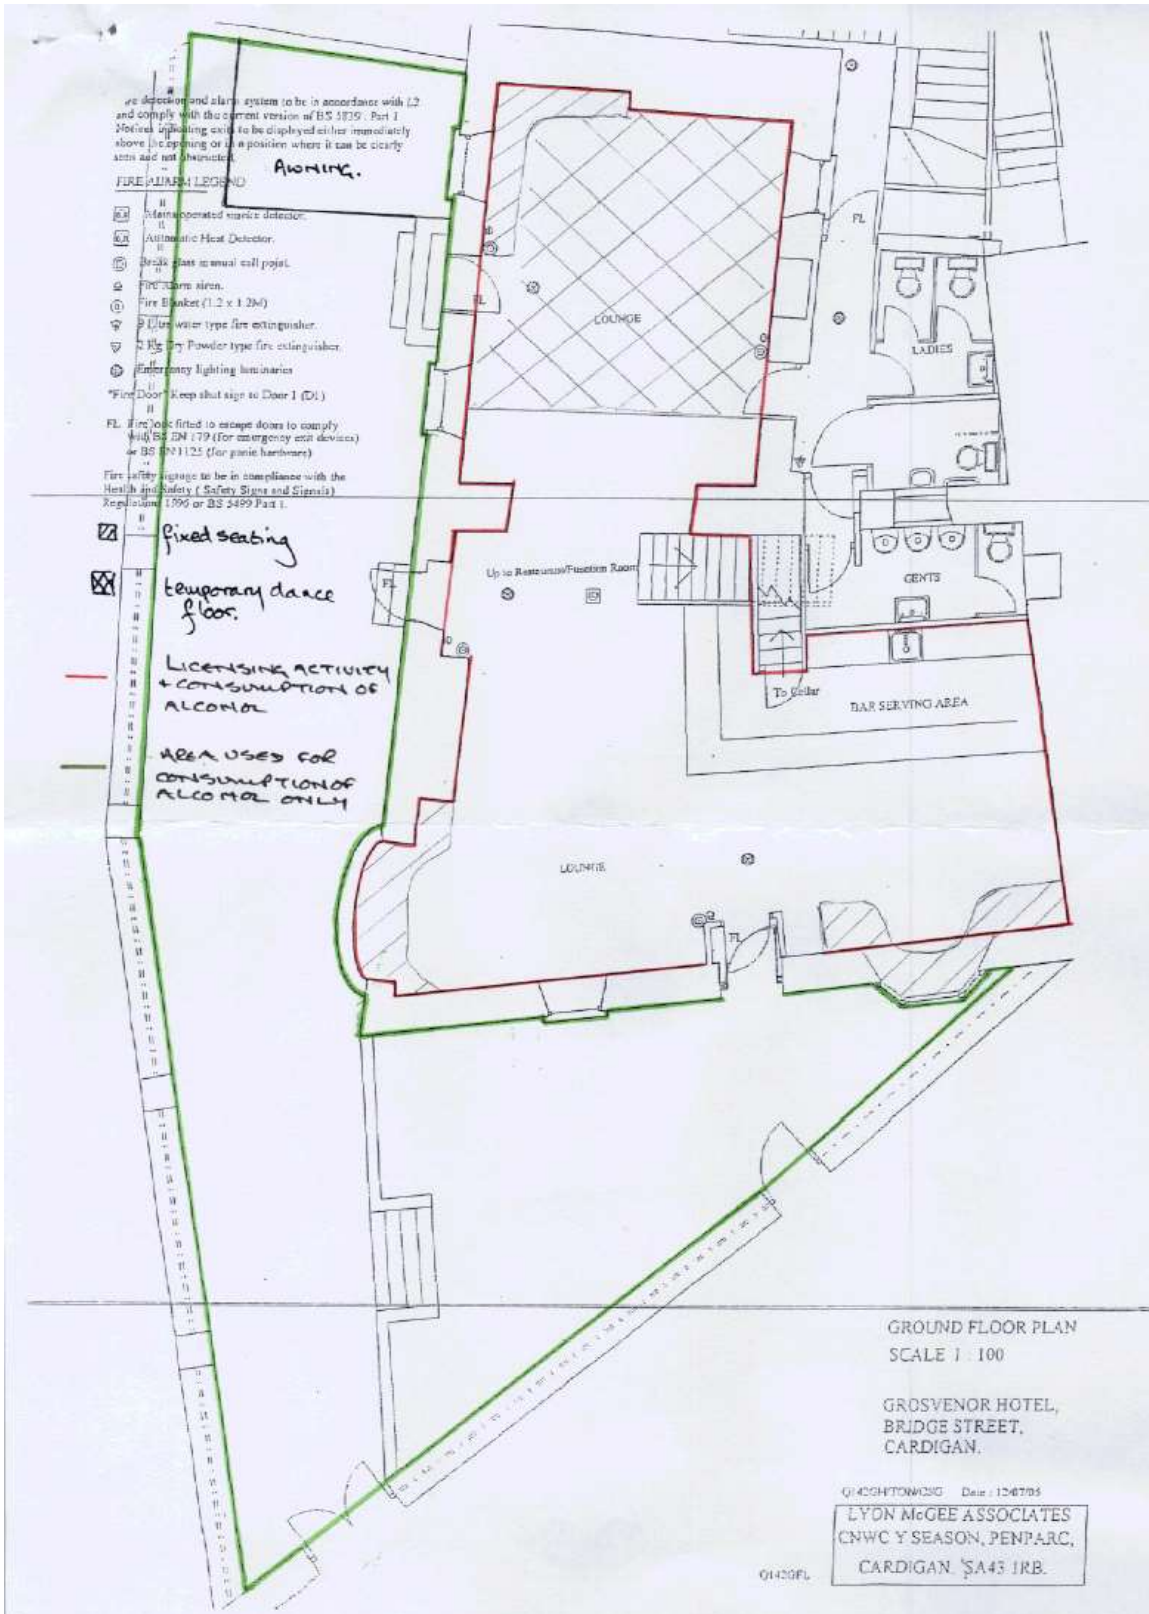 detection and alarm system to be in accordance with L2
and comply with the current version of BS 5839: Part 1
Notices indicating exits to be displayed either immediately
above the opening or in a position where it can be clearly
seen and not obstructed.
AWNING.
FIRE ALARM LEGEND
Mains operated smoke detector.
Automatic Heat Detector.
Break glass manual call point.
Fire Alarm siren.
Fire Blanket (1.2 x 1.2M)
9 Litre water type fire extinguisher.
2 Kg Dry Powder type fire extinguisher.
Emergency lighting luminaries
"Fire Door" Keep shut sign to Door 1 (D1)
FL Fire lock fitted to escape doors to comply
with BS EN 179 (for emergency exit devices)
or BS EN 1125 (for panic hardware)
Fire safety signage to be in compliance with the
Health and Safety ( Safety Signs and Signals)
Regulations 1996 or BS 5499 Part 1.
fixed seating
temporary dance
floor.
LICENSING ACTIVITY
+ CONSUMPTION OF
ALCOHOL
AREA USED FOR
CONSUMPTION OF
ALCOHOL ONLY
FL
FL
LOUNGE
LADIES
FL
Up to Restaurant/Function Room
GENTS
To Cellar
BAR SERVING AREA
LOUNGE
FL
GROUND FLOOR PLAN
SCALE 1 : 100
GROSVENOR HOTEL,
BRIDGE STREET,
CARDIGAN.
Date : 12/07/05
LYON McGEE ASSOCIATES
CNWC Y SEASON, PENPARC,
CARDIGAN. SA43 1RB.
Q142GFL